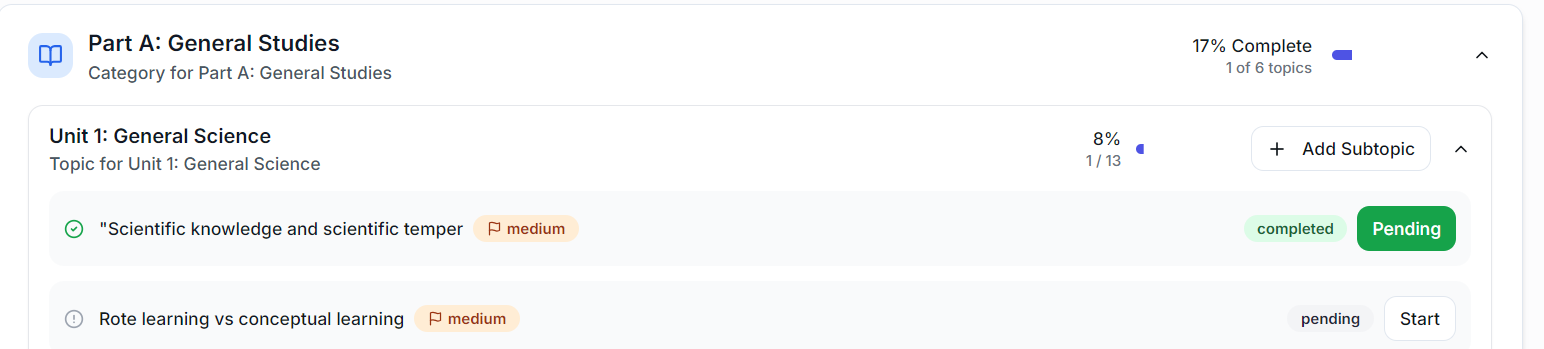 Part A: General Studies
Category for Part A: General Studies
17% Complete
1 of 6 topics
Unit 1: General Science
Topic for Unit 1: General Science
8%
1 / 13
Add Subtopic
"Scientific knowledge and scientific temper
medium
completed
Pending
Rote learning vs conceptual learning
medium
pending
Start